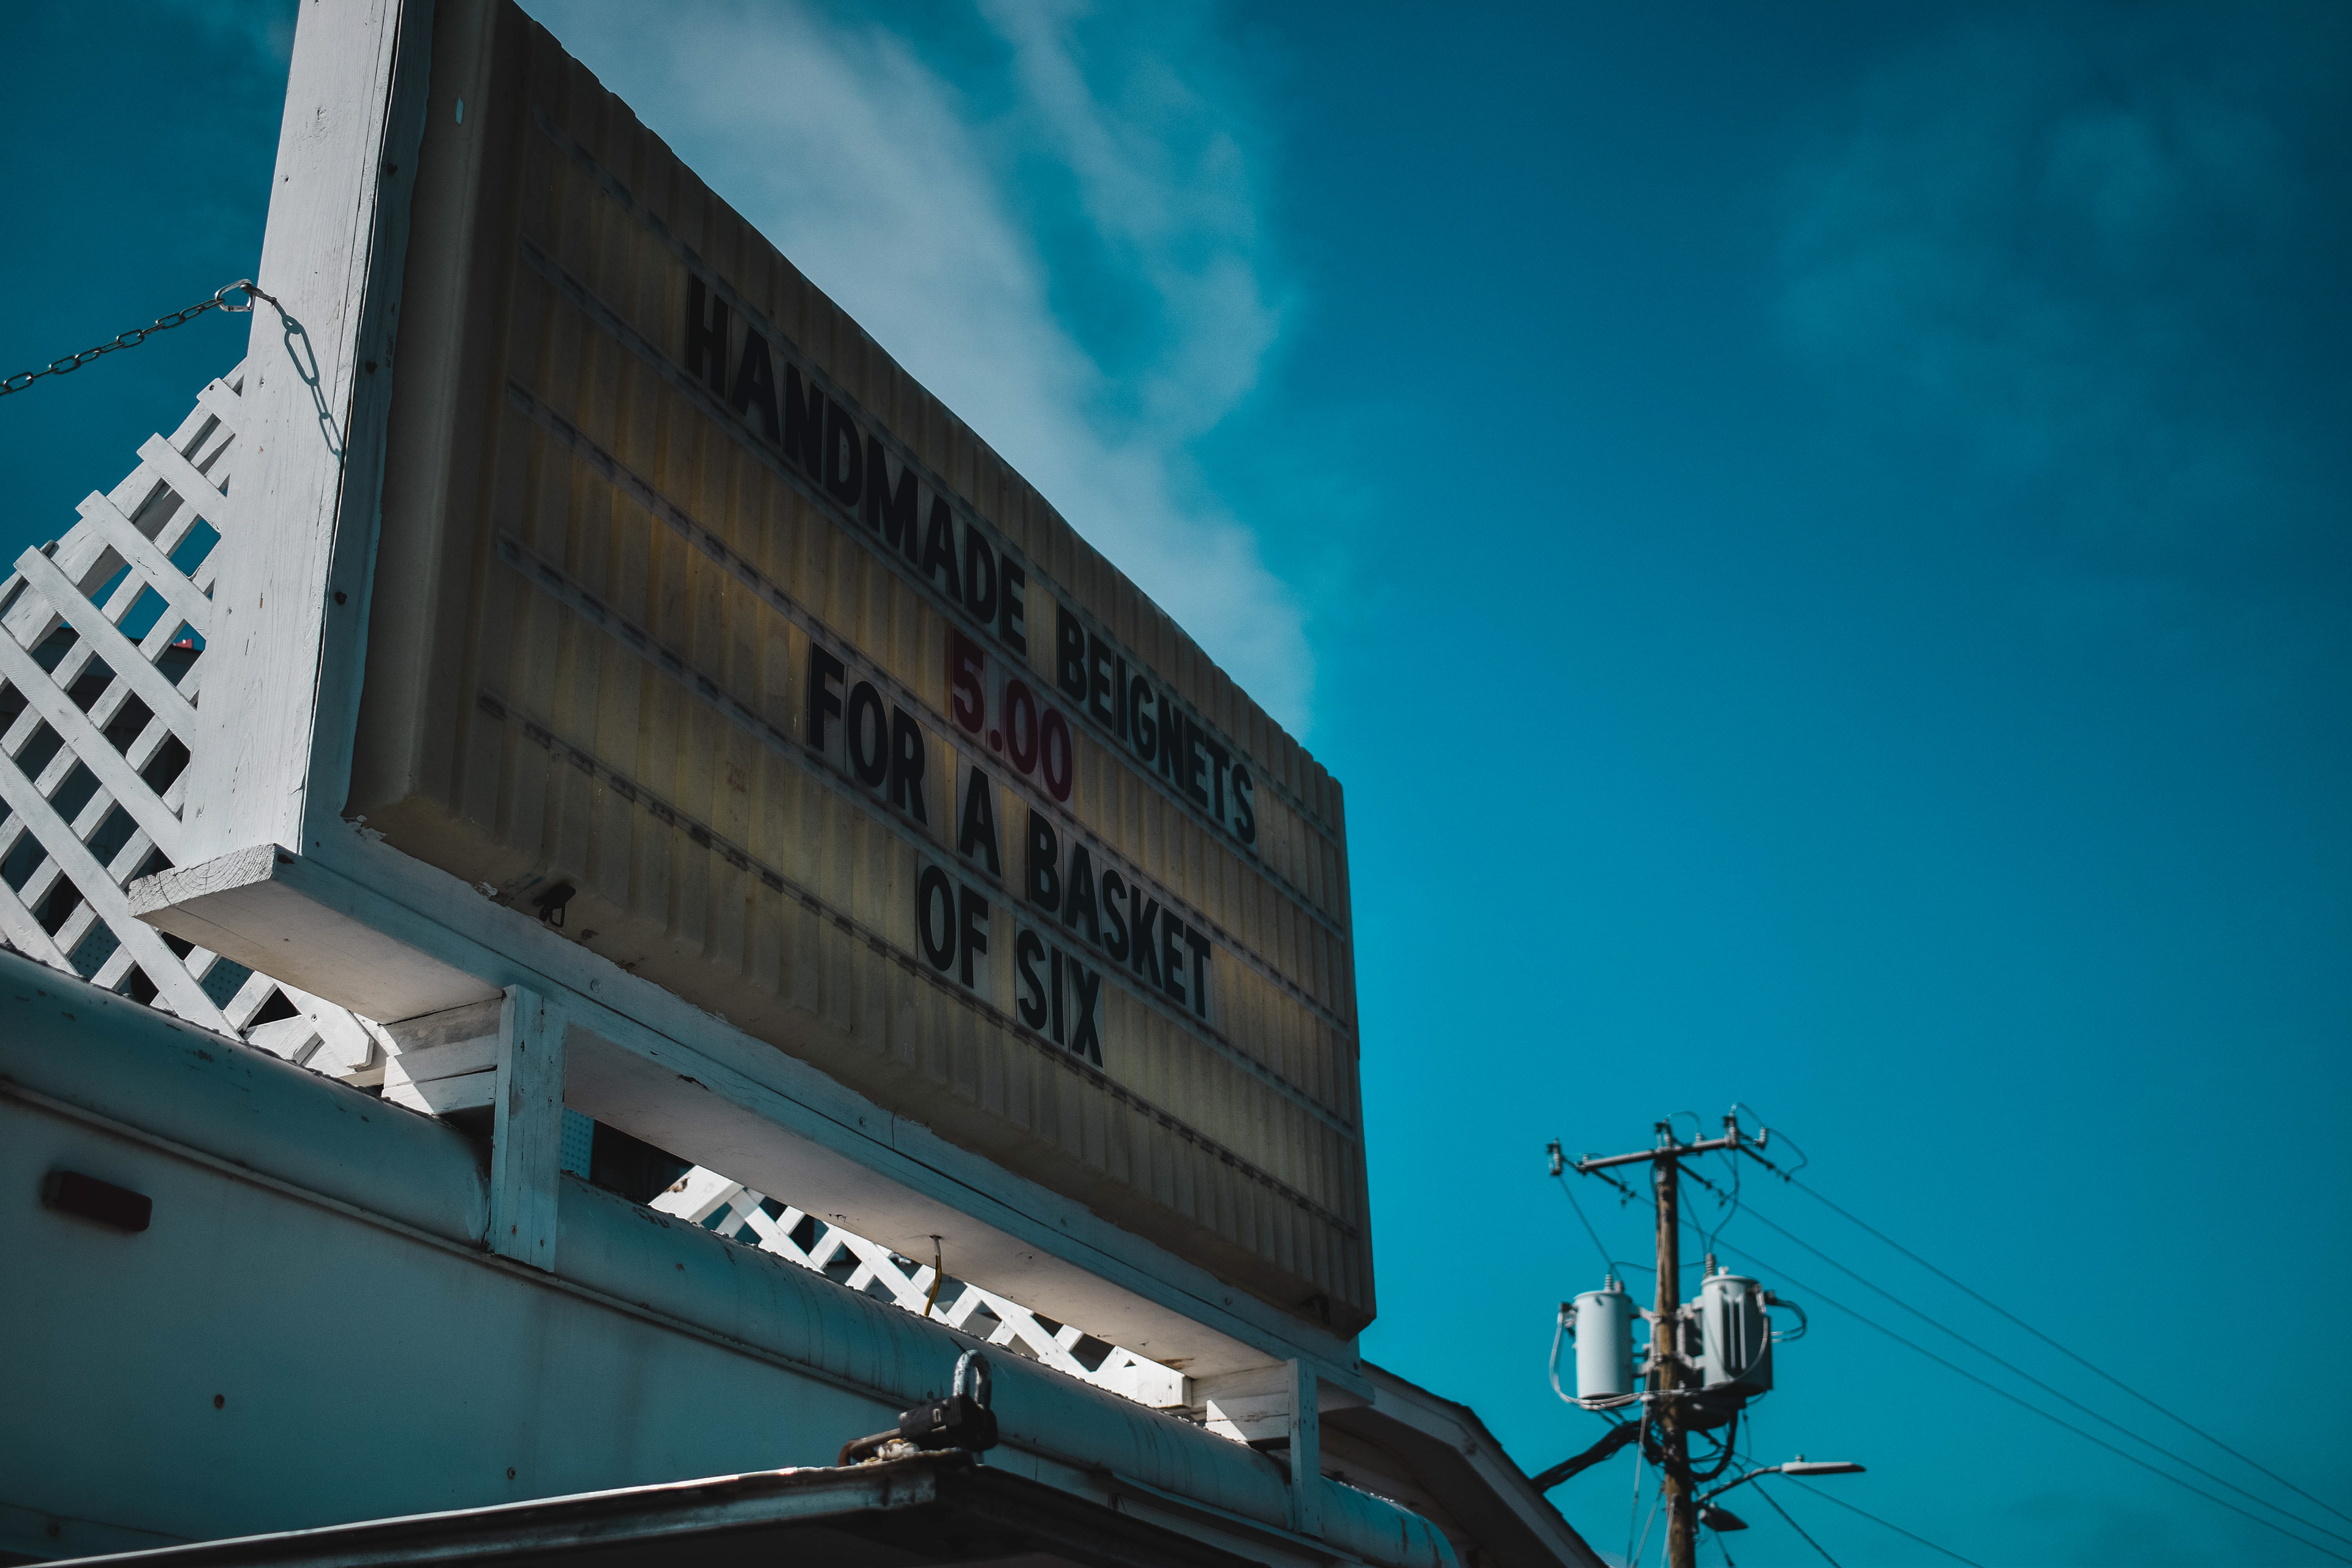 HANDMADE BEIGNETS
5.00
FOR A BASKET
OF SIX